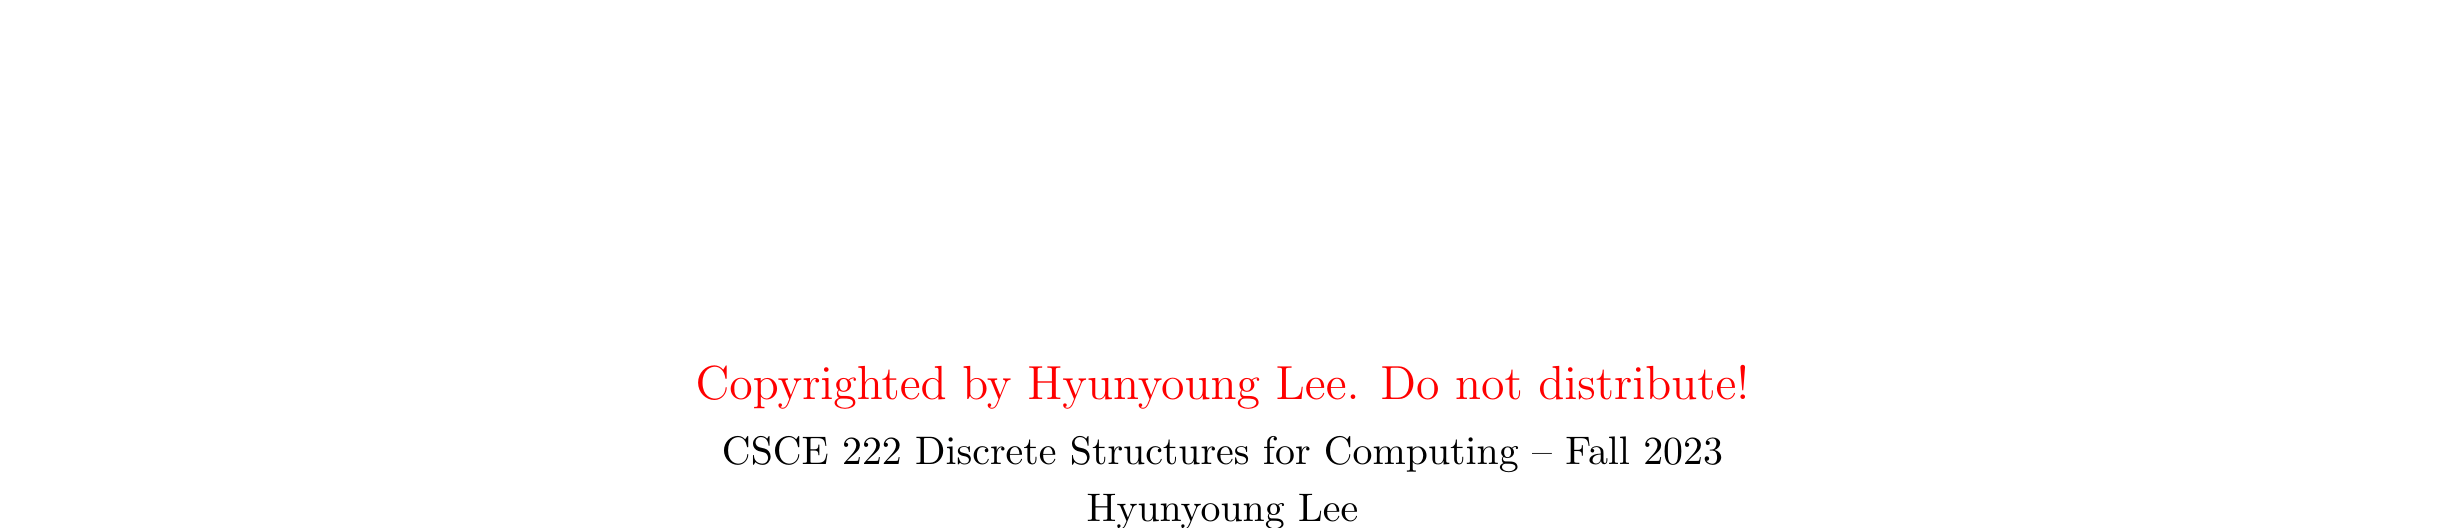 Copyrighted by Hyunyoung Lee. Do not distribute!
CSCE 222 Discrete Structures for Computing – Fall 2023
Hyunyoung Lee